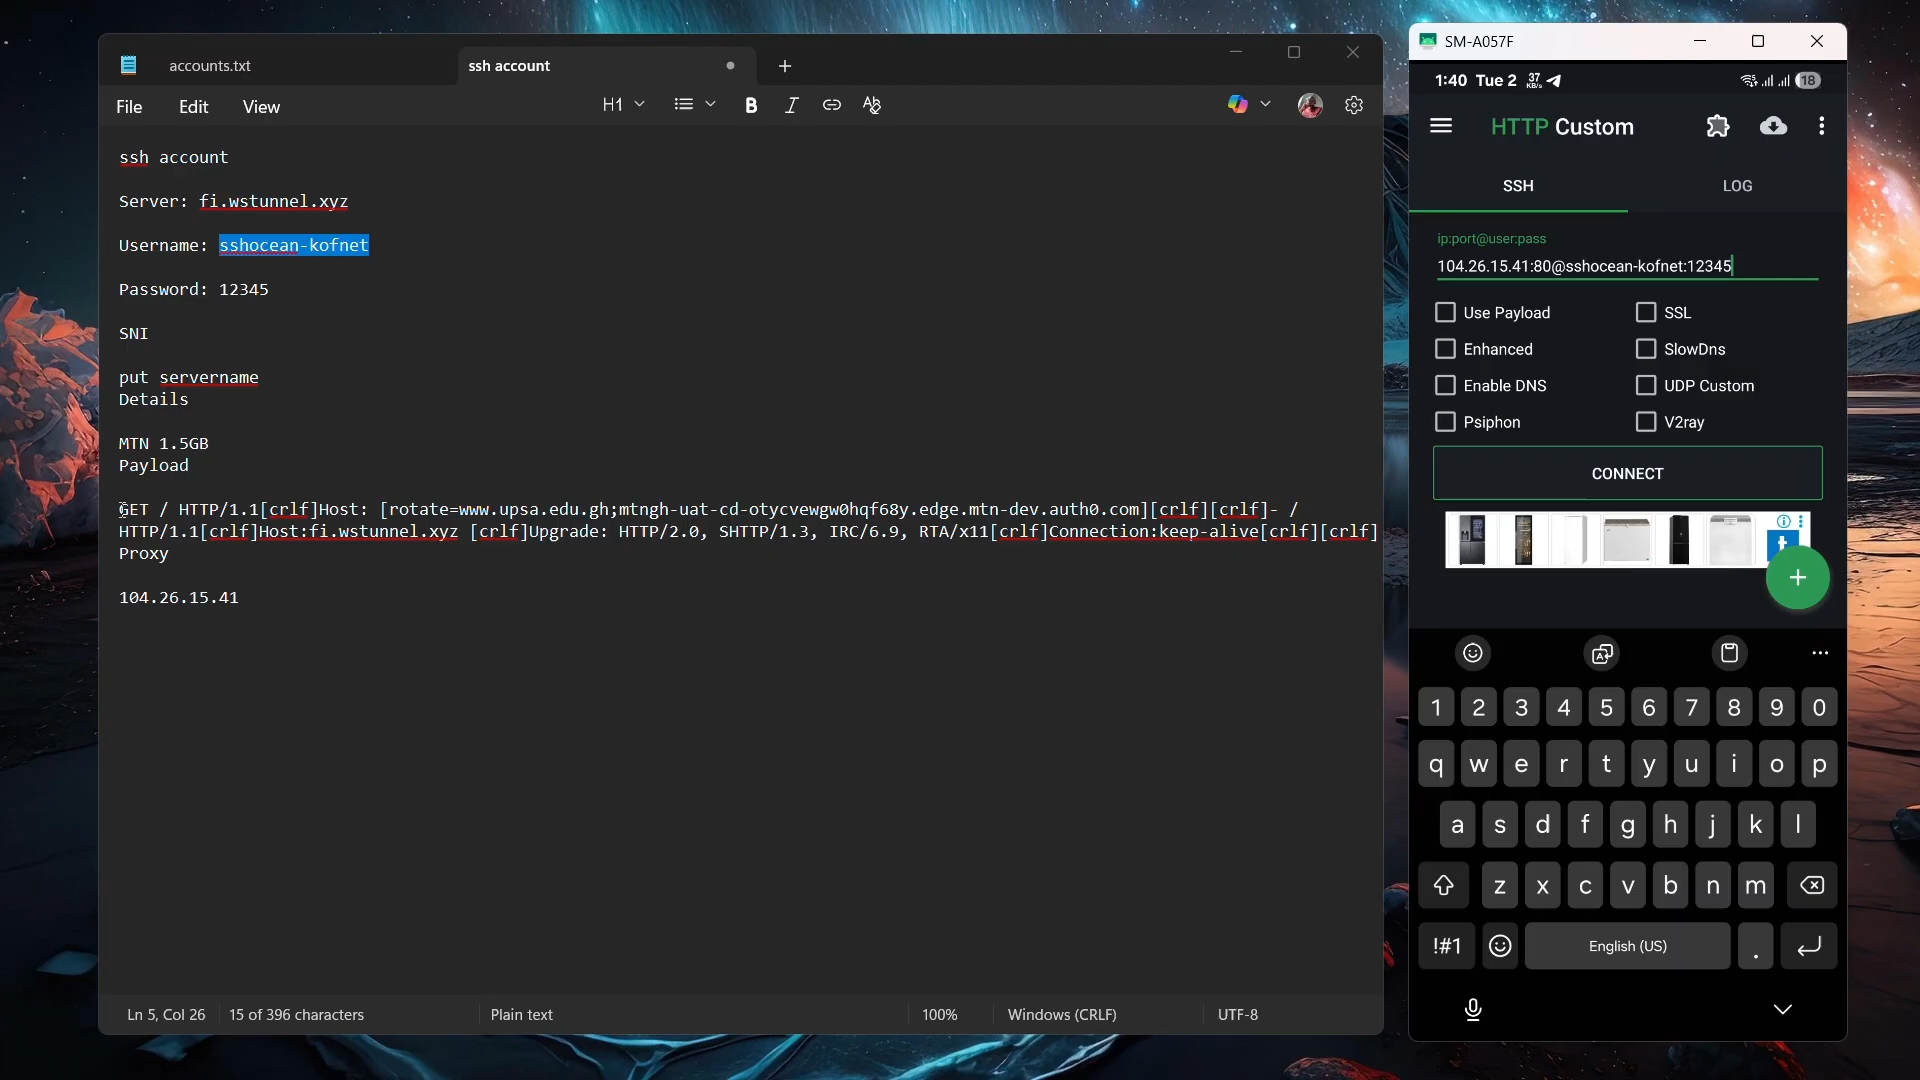 accounts.txt
ssh account
File Edit View
H1
ssh account
Server: fi.wstunnel.xyz
Username: sshocean-kofnet
Password: 12345
SNI
put servername
Details
MTN 1.5GB
Payload
GET / HTTP/1.1[crlf]Host: [rotate=www.upsa.edu.gh;mtngh-uat-cd-otycvewgw0hqf68y.edge.mtn-dev.auth0.com][crlf][crlf]- /
HTTP/1.1[crlf]Host:fi.wstunnel.xyz [crlf]Upgrade: HTTP/2.0, SHTTP/1.3, IRC/6.9, RTA/x11[crlf]Connection:keep-alive[crlf][crlf]
Proxy
104.26.15.41
Ln 5, Col 26 15 of 396 characters Plain text 100% Windows (CRLF) UTF-8
SM-A057F
1:40 Tue 2 37 KB/s 18
HTTP Custom
SSH LOG
ip:port@user:pass
104.26.15.41:80@sshocean-kofnet:12345
Use Payload SSL
Enhanced SlowDns
Enable DNS UDP Custom
Psiphon V2ray
CONNECT
t
1 2 3 4 5 6 7 8 9 0
q w e r t y u i o p
a s d f g h j k l
z x c v b n m
!#1 English (US) .